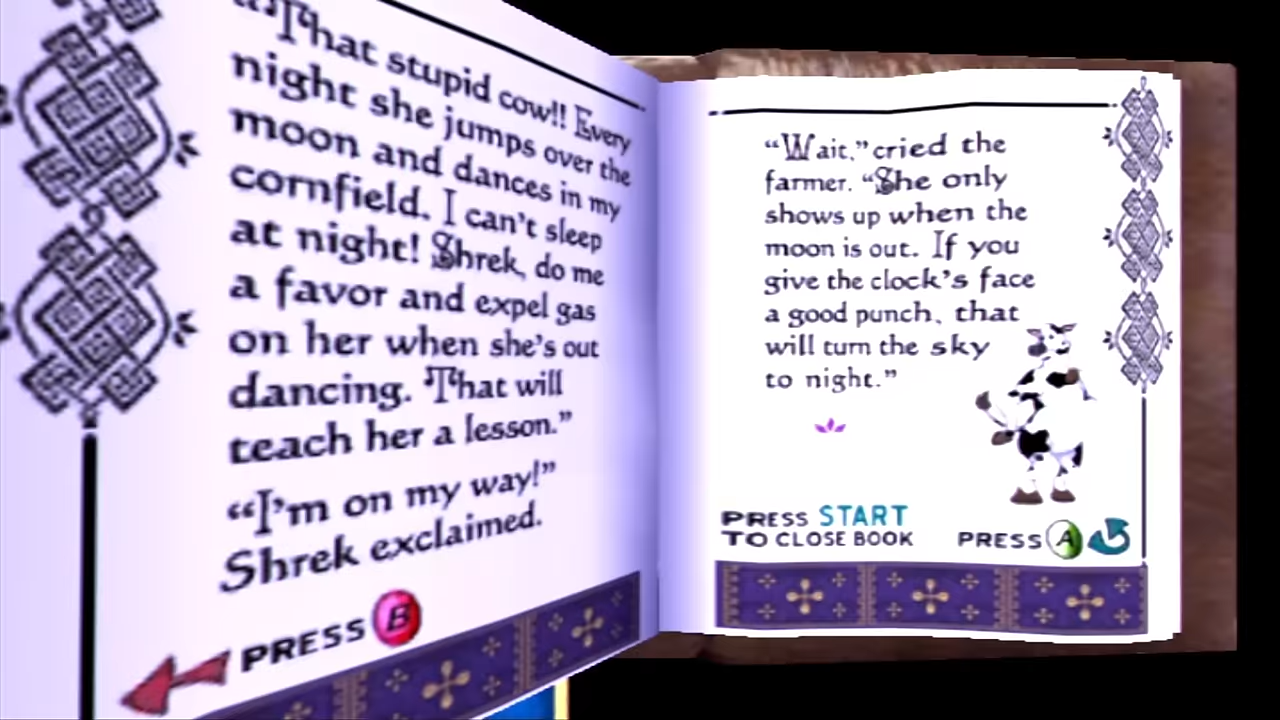 "That stupid cow!! Every
night she jumps over the
moon and dances in my
cornfield. I can't sleep
at night! Shrek, do me
a favor and expel gas
on her when she's out
dancing. That will
teach her a lesson."
"I'm on my way!"
Shrek exclaimed.
PRESS B
"Wait," cried the
farmer. "She only
shows up when the
moon is out. If you
give the clock's face
a good punch, that
will turn the sky
to night."
PRESS START
TO CLOSE BOOK
PRESS A